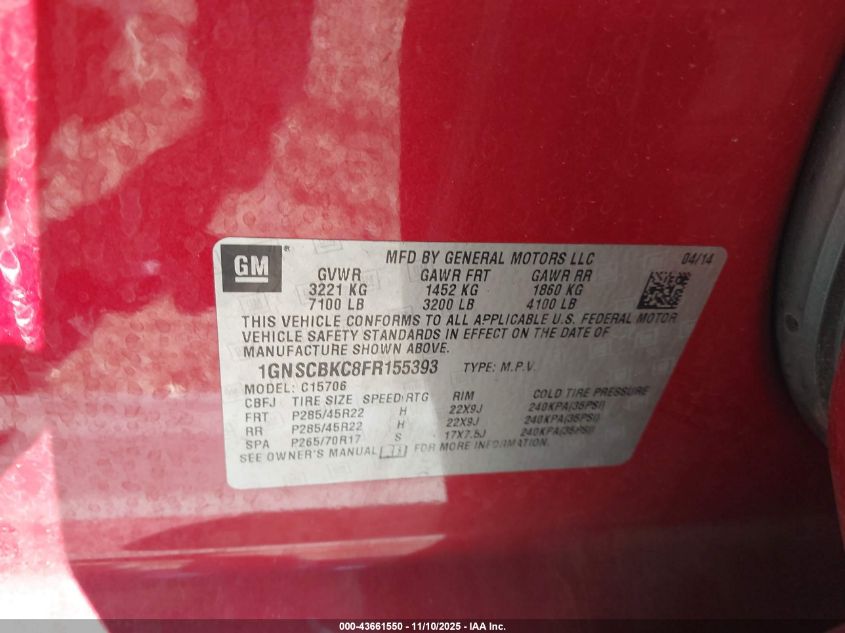 GM ®
MFD BY GENERAL MOTORS LLC 04/14
GVWR GAWR FRT GAWR RR
3221 KG 1452 KG 1860 KG
7100 LB 3200 LB 4100 LB
THIS VEHICLE CONFORMS TO ALL APPLICABLE U.S. FEDERAL MOTOR
VEHICLE SAFETY STANDARDS IN EFFECT ON THE DATE OF
MANUFACTURE SHOWN ABOVE.
1GNSCBKC8FR155393 TYPE: M.P.V.
MODEL: C15706
CBFJ TIRE SIZE SPEED RTG RIM COLD TIRE PRESSURE
FRT P285/45R22 H 22X9J 240KPA(35PSI)
RR P285/45R22 H 22X9J 240KPA(35PSI)
SPA P265/70R17 S 17X7.5J 240KPA(35PSI)
SEE OWNER'S MANUAL FOR MORE INFORMATION.
000-43661550 - 11/10/2025 - IAA Inc.